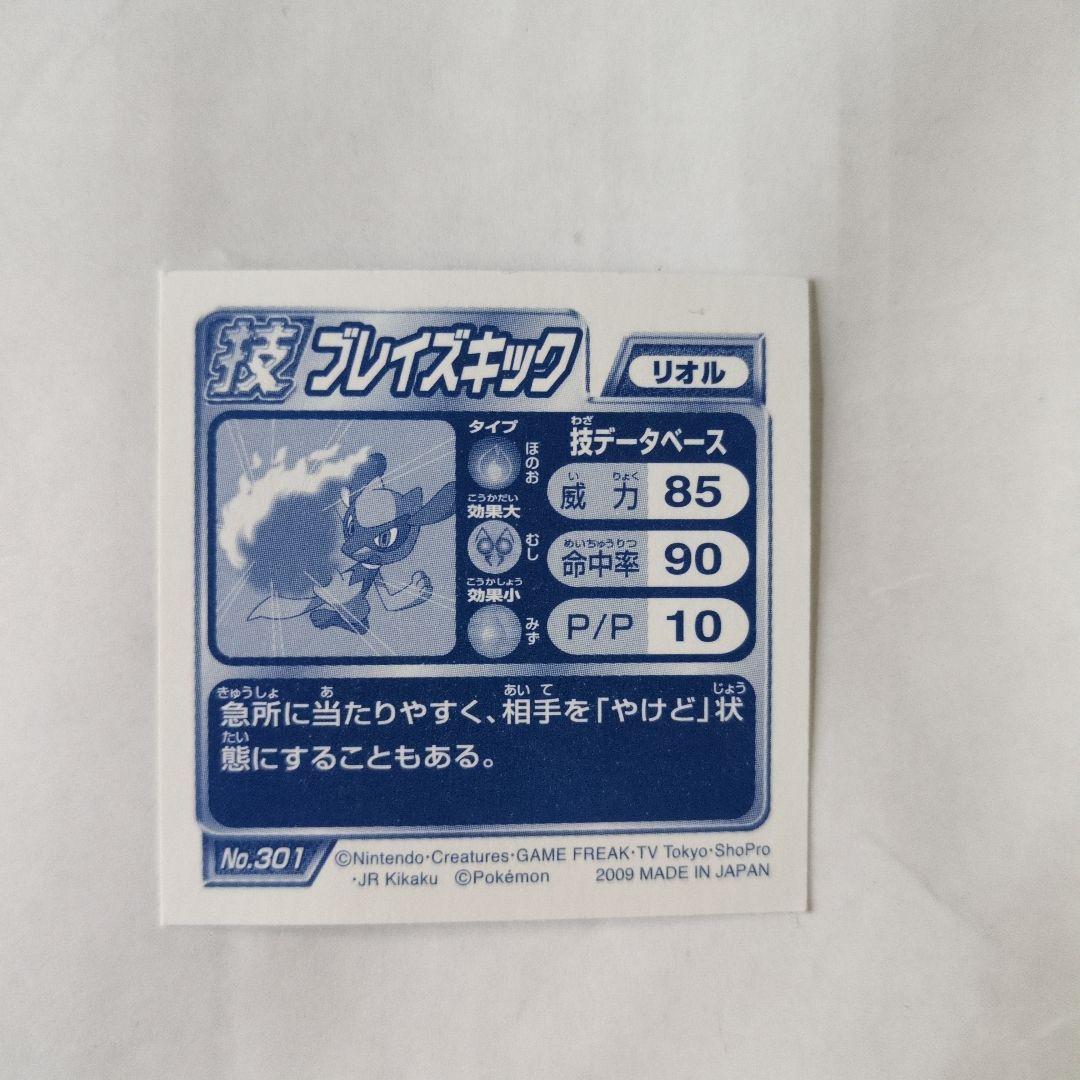 技 ブレイズキック
リオル
タイプ
ほのお
こうかだい
効果大
むし
こうかしょう
効果小
みず
わざ
技データベース
い りょく
威 力 85
めいちゅうりつ
命中率 90
P/P 10
きゅうしょ あ あい て じょう
急所に当たりやすく、相手を「やけど」状
たい
態にすることもある。
No.301
©Nintendo・Creatures・GAME FREAK・TV Tokyo・ShoPro
・JR Kikaku ©Pokémon 2009 MADE IN JAPAN